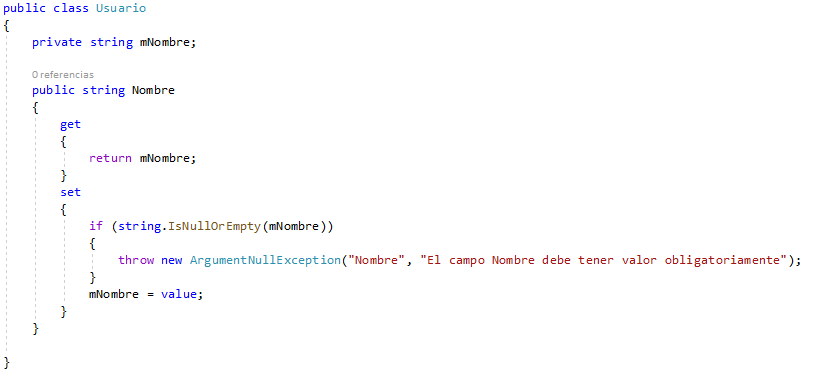 public class Usuario
{
private string mNombre;
0 referencias
public string Nombre
{
get
{
return mNombre;
}
set
{
if (string.IsNullOrEmpty(mNombre))
{
throw new ArgumentNullException("Nombre", "El campo Nombre debe tener valor obligatoriamente");
}
mNombre = value;
}
}
}